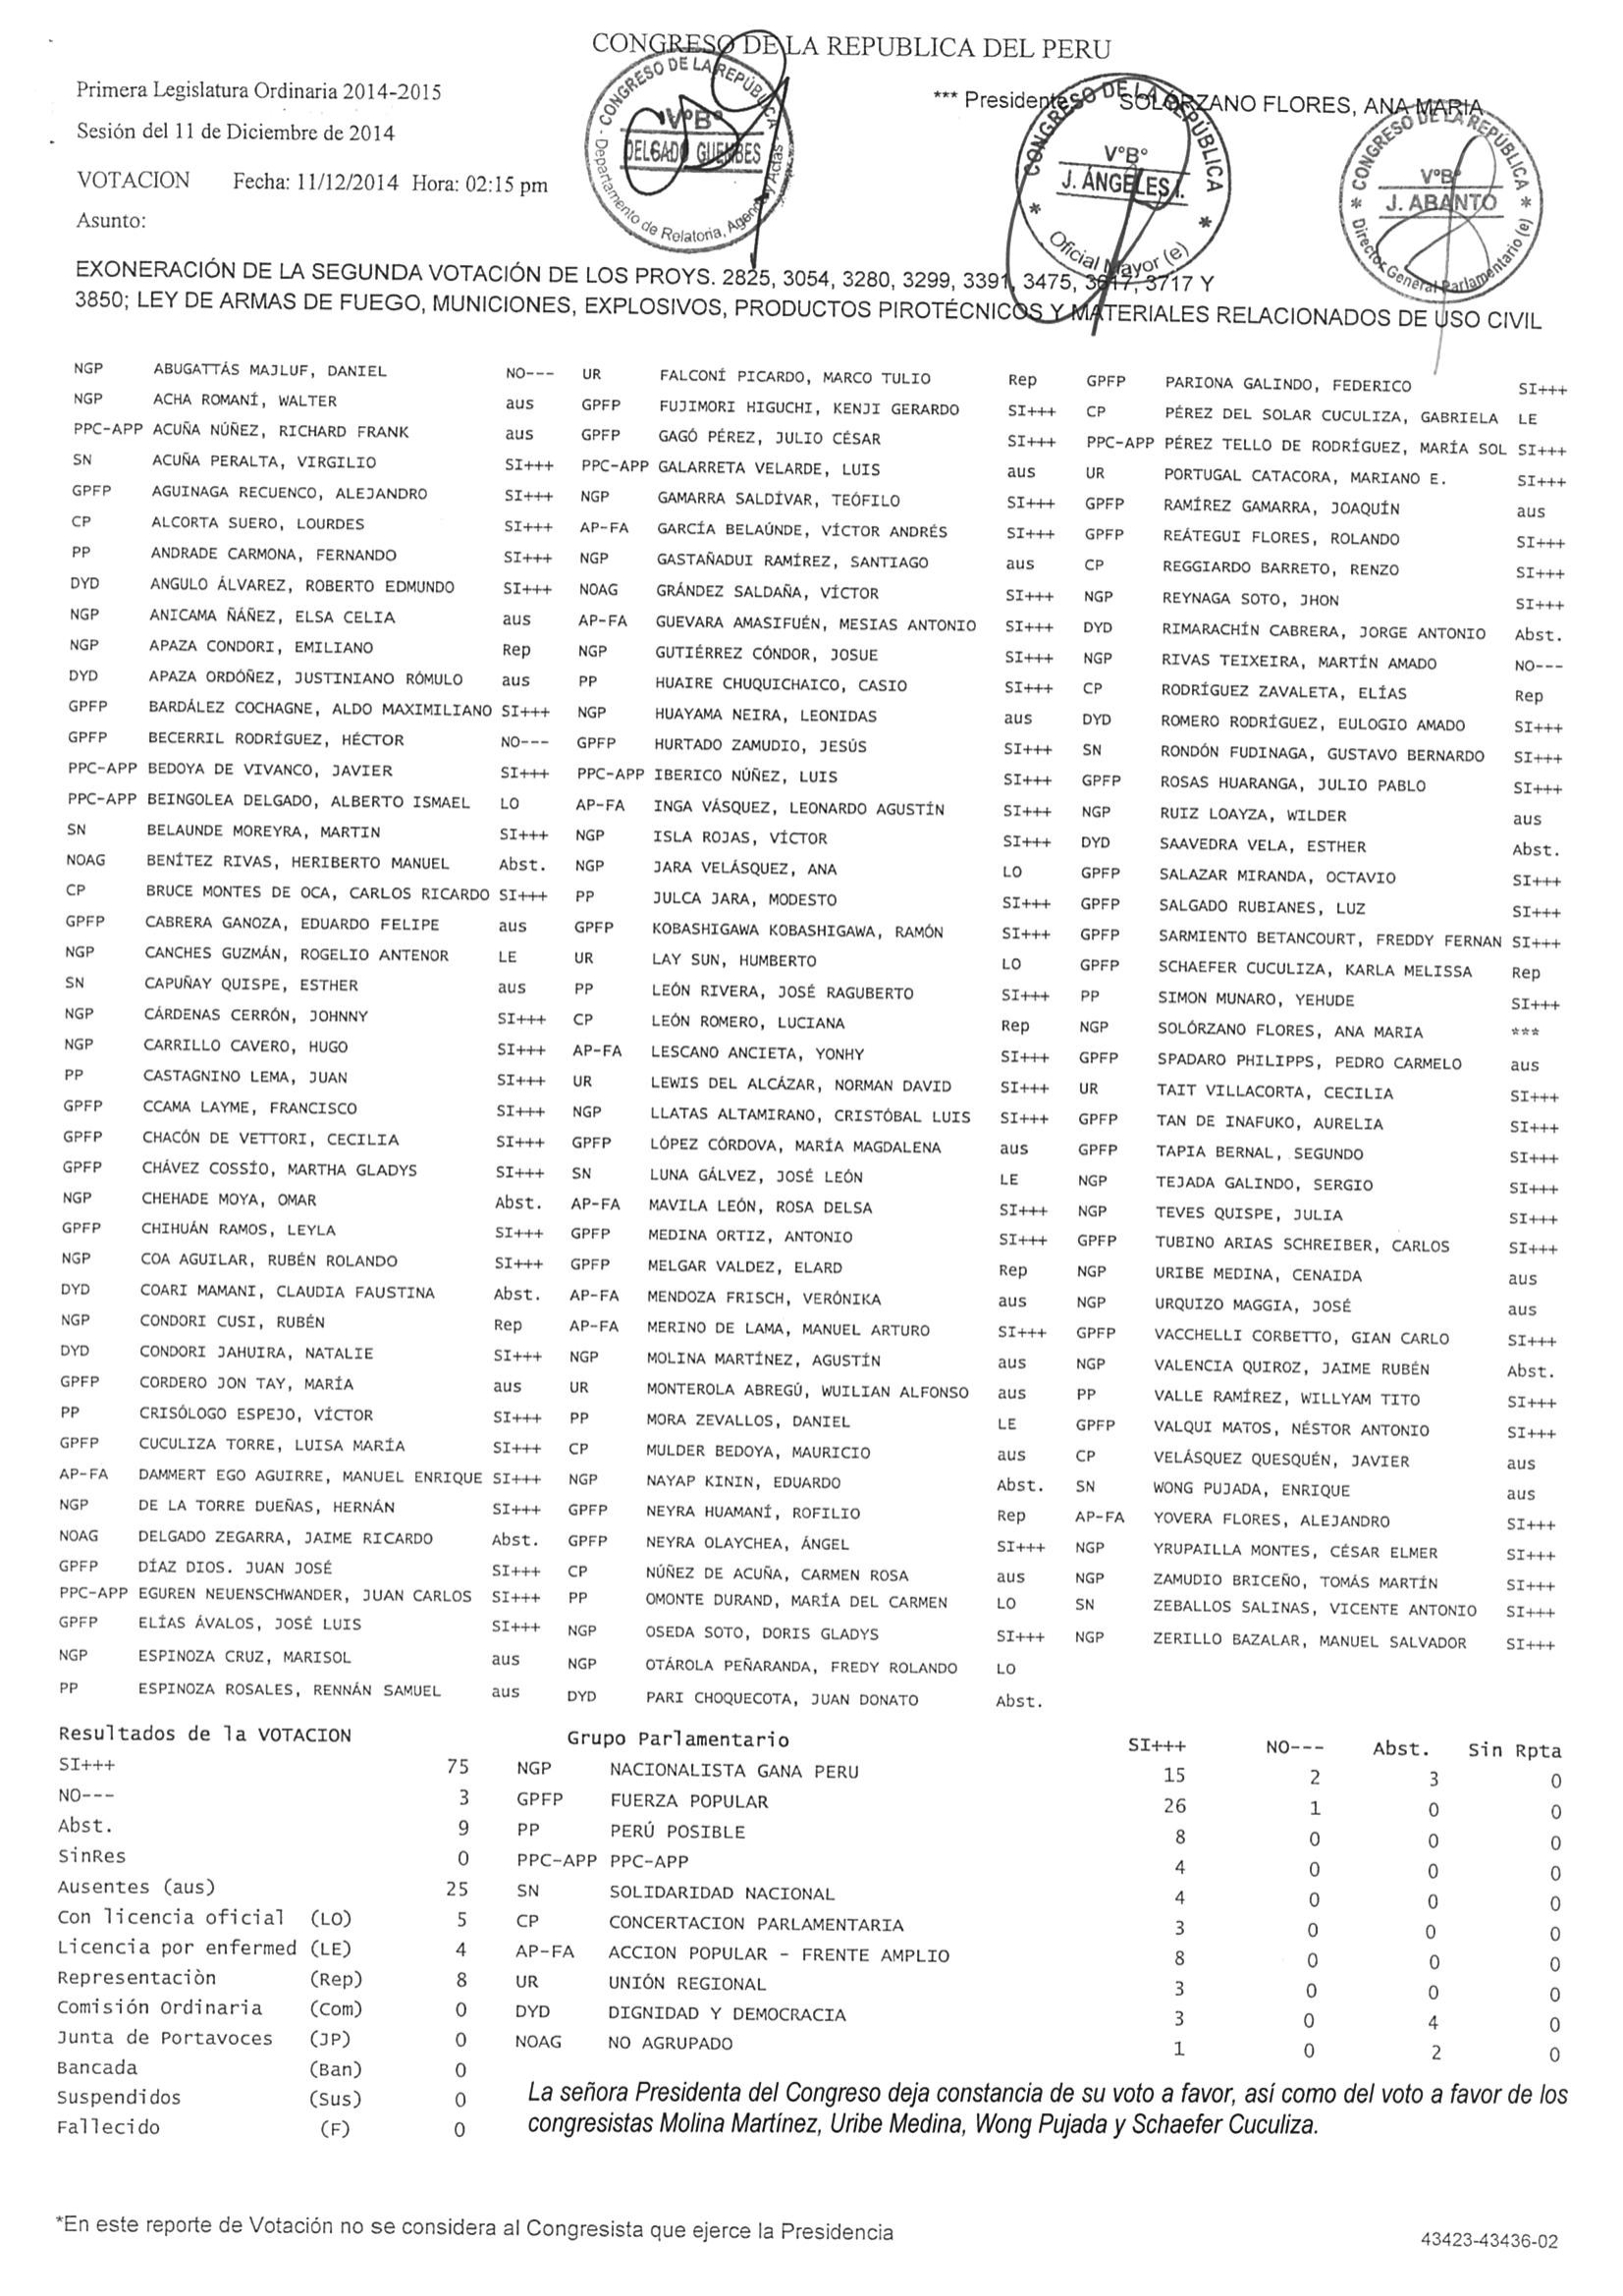 CONGRESO DE LA REPUBLICA DEL PERU
Primera Legislatura Ordinaria 2014-2015
*** Presidente: SOLÓRZANO FLORES, ANA MARIA
Sesión del 11 de Diciembre de 2014
VOTACION Fecha: 11/12/2014 Hora: 02:15 pm
Asunto:
CONGRESO DE LA REPÚBLICA
V°B°
DELGADO GUEMBES
Departamento de Relatoria, Agenda y Actas
CONGRESO DE LA REPÚBLICA
V°B°
J. ÁNGELES I.
Oficial Mayor (e)
CONGRESO DE LA REPÚBLICA
V°B°
J. ABANTO
Director General Parlamentario (e)
EXONERACIÓN DE LA SEGUNDA VOTACIÓN DE LOS PROYS. 2825, 3054, 3280, 3299, 3391, 3475, 3617, 3717 Y
3850; LEY DE ARMAS DE FUEGO, MUNICIONES, EXPLOSIVOS, PRODUCTOS PIROTÉCNICOS Y MATERIALES RELACIONADOS DE USO CIVIL
NGP ABUGATTÁS MAJLUF, DANIEL NO---
NGP ACHA ROMANÍ, WALTER aus
PPC-APP ACUÑA NÚÑEZ, RICHARD FRANK aus
SN ACUÑA PERALTA, VIRGILIO SI+++
GPFP AGUINAGA RECUENCO, ALEJANDRO SI+++
CP ALCORTA SUERO, LOURDES SI+++
PP ANDRADE CARMONA, FERNANDO SI+++
DYD ANGULO ÁLVAREZ, ROBERTO EDMUNDO SI+++
NGP ANICAMA ÑÁÑEZ, ELSA CELIA aus
NGP APAZA CONDORI, EMILIANO Rep
DYD APAZA ORDÓÑEZ, JUSTINIANO RÓMULO aus
GPFP BARDÁLEZ COCHAGNE, ALDO MAXIMILIANO SI+++
GPFP BECERRIL RODRÍGUEZ, HÉCTOR NO---
PPC-APP BEDOYA DE VIVANCO, JAVIER SI+++
PPC-APP BEINGOLEA DELGADO, ALBERTO ISMAEL LO
SN BELAUNDE MOREYRA, MARTIN SI+++
NOAG BENÍTEZ RIVAS, HERIBERTO MANUEL Abst.
CP BRUCE MONTES DE OCA, CARLOS RICARDO SI+++
GPFP CABRERA GANOZA, EDUARDO FELIPE aus
NGP CANCHES GUZMÁN, ROGELIO ANTENOR LE
SN CAPUÑAY QUISPE, ESTHER aus
NGP CÁRDENAS CERRÓN, JOHNNY SI+++
NGP CARRILLO CAVERO, HUGO SI+++
PP CASTAGNINO LEMA, JUAN SI+++
GPFP CCAMA LAYME, FRANCISCO SI+++
GPFP CHACÓN DE VETTORI, CECILIA SI+++
GPFP CHÁVEZ COSSÍO, MARTHA GLADYS SI+++
NGP CHEHADE MOYA, OMAR Abst.
GPFP CHIHUÁN RAMOS, LEYLA SI+++
NGP COA AGUILAR, RUBÉN ROLANDO SI+++
DYD COARI MAMANI, CLAUDIA FAUSTINA Abst.
NGP CONDORI CUSI, RUBÉN Rep
DYD CONDORI JAHUIRA, NATALIE SI+++
GPFP CORDERO JON TAY, MARÍA aus
PP CRISÓLOGO ESPEJO, VÍCTOR SI+++
GPFP CUCULIZA TORRE, LUISA MARÍA SI+++
AP-FA DAMMERT EGO AGUIRRE, MANUEL ENRIQUE SI+++
NGP DE LA TORRE DUEÑAS, HERNÁN SI+++
NOAG DELGADO ZEGARRA, JAIME RICARDO Abst.
GPFP DÍAZ DIOS. JUAN JOSÉ SI+++
PPC-APP EGUREN NEUENSCHWANDER, JUAN CARLOS SI+++
GPFP ELÍAS ÁVALOS, JOSÉ LUIS SI+++
NGP ESPINOZA CRUZ, MARISOL aus
PP ESPINOZA ROSALES, RENNÁN SAMUEL aus
UR FALCONÍ PICARDO, MARCO TULIO Rep
GPFP FUJIMORI HIGUCHI, KENJI GERARDO SI+++
GPFP GAGÓ PÉREZ, JULIO CÉSAR SI+++
PPC-APP GALARRETA VELARDE, LUIS aus
NGP GAMARRA SALDÍVAR, TEÓFILO SI+++
AP-FA GARCÍA BELAÚNDE, VÍCTOR ANDRÉS SI+++
NGP GASTAÑADUI RAMÍREZ, SANTIAGO aus
NOAG GRÁNDEZ SALDAÑA, VÍCTOR SI+++
AP-FA GUEVARA AMASIFUÉN, MESIAS ANTONIO SI+++
NGP GUTIÉRREZ CÓNDOR, JOSUE SI+++
PP HUAIRE CHUQUICHAICO, CASIO SI+++
NGP HUAYAMA NEIRA, LEONIDAS aus
GPFP HURTADO ZAMUDIO, JESÚS SI+++
PPC-APP IBERICO NÚÑEZ, LUIS SI+++
AP-FA INGA VÁSQUEZ, LEONARDO AGUSTÍN SI+++
NGP ISLA ROJAS, VÍCTOR SI+++
NGP JARA VELÁSQUEZ, ANA LO
PP JULCA JARA, MODESTO SI+++
GPFP KOBASHIGAWA KOBASHIGAWA, RAMÓN SI+++
UR LAY SUN, HUMBERTO LO
PP LEÓN RIVERA, JOSÉ RAGUBERTO SI+++
CP LEÓN ROMERO, LUCIANA Rep
AP-FA LESCANO ANCIETA, YONHY SI+++
UR LEWIS DEL ALCÁZAR, NORMAN DAVID SI+++
NGP LLATAS ALTAMIRANO, CRISTÓBAL LUIS SI+++
GPFP LÓPEZ CÓRDOVA, MARÍA MAGDALENA aus
SN LUNA GÁLVEZ, JOSÉ LEÓN LE
AP-FA MAVILA LEÓN, ROSA DELSA SI+++
GPFP MEDINA ORTIZ, ANTONIO SI+++
GPFP MELGAR VALDEZ, ELARD Rep
AP-FA MENDOZA FRISCH, VERÓNIKA aus
AP-FA MERINO DE LAMA, MANUEL ARTURO SI+++
NGP MOLINA MARTÍNEZ, AGUSTÍN aus
UR MONTEROLA ABREGÚ, WUILIAN ALFONSO aus
PP MORA ZEVALLOS, DANIEL LE
CP MULDER BEDOYA, MAURICIO aus
NGP NAYAP KININ, EDUARDO Abst.
GPFP NEYRA HUAMANÍ, ROFILIO Rep
GPFP NEYRA OLAYCHEA, ÁNGEL SI+++
CP NÚÑEZ DE ACUÑA, CARMEN ROSA aus
PP OMONTE DURAND, MARÍA DEL CARMEN LO
NGP OSEDA SOTO, DORIS GLADYS SI+++
NGP OTÁROLA PEÑARANDA, FREDY ROLANDO LO
DYD PARI CHOQUECOTA, JUAN DONATO Abst.
GPFP PARIONA GALINDO, FEDERICO SI+++
CP PÉREZ DEL SOLAR CUCULIZA, GABRIELA LE
PPC-APP PÉREZ TELLO DE RODRÍGUEZ, MARÍA SOL SI+++
UR PORTUGAL CATACORA, MARIANO E. SI+++
GPFP RAMÍREZ GAMARRA, JOAQUÍN aus
GPFP REÁTEGUI FLORES, ROLANDO SI+++
CP REGGIARDO BARRETO, RENZO SI+++
NGP REYNAGA SOTO, JHON SI+++
DYD RIMARACHÍN CABRERA, JORGE ANTONIO Abst.
NGP RIVAS TEIXEIRA, MARTÍN AMADO NO---
CP RODRÍGUEZ ZAVALETA, ELÍAS Rep
DYD ROMERO RODRÍGUEZ, EULOGIO AMADO SI+++
SN RONDÓN FUDINAGA, GUSTAVO BERNARDO SI+++
GPFP ROSAS HUARANGA, JULIO PABLO SI+++
NGP RUIZ LOAYZA, WILDER aus
DYD SAAVEDRA VELA, ESTHER Abst.
GPFP SALAZAR MIRANDA, OCTAVIO SI+++
GPFP SALGADO RUBIANES, LUZ SI+++
GPFP SARMIENTO BETANCOURT, FREDDY FERNAN SI+++
GPFP SCHAEFER CUCULIZA, KARLA MELISSA Rep
PP SIMON MUNARO, YEHUDE SI+++
NGP SOLÓRZANO FLORES, ANA MARIA ***
GPFP SPADARO PHILIPPS, PEDRO CARMELO aus
UR TAIT VILLACORTA, CECILIA SI+++
GPFP TAN DE INAFUKO, AURELIA SI+++
GPFP TAPIA BERNAL, SEGUNDO SI+++
NGP TEJADA GALINDO, SERGIO SI+++
NGP TEVES QUISPE, JULIA SI+++
GPFP TUBINO ARIAS SCHREIBER, CARLOS SI+++
NGP URIBE MEDINA, CENAIDA aus
NGP URQUIZO MAGGIA, JOSÉ aus
GPFP VACCHELLI CORBETTO, GIAN CARLO SI+++
NGP VALENCIA QUIROZ, JAIME RUBÉN Abst.
PP VALLE RAMÍREZ, WILLYAM TITO SI+++
GPFP VALQUI MATOS, NÉSTOR ANTONIO SI+++
CP VELÁSQUEZ QUESQUÉN, JAVIER aus
SN WONG PUJADA, ENRIQUE aus
AP-FA YOVERA FLORES, ALEJANDRO SI+++
NGP YRUPAILLA MONTES, CÉSAR ELMER SI+++
NGP ZAMUDIO BRICEÑO, TOMÁS MARTÍN SI+++
SN ZEBALLOS SALINAS, VICENTE ANTONIO SI+++
NGP ZERILLO BAZALAR, MANUEL SALVADOR SI+++
Resultados de la VOTACION
SI+++ 75
NO--- 3
Abst. 9
SinRes 0
Ausentes (aus) 25
Con licencia oficial (LO) 5
Licencia por enfermed (LE) 4
Representaciòn (Rep) 8
Comisión Ordinaria (Com) 0
Junta de Portavoces (JP) 0
Bancada (Ban) 0
Suspendidos (Sus) 0
Fallecido (F) 0
Grupo Parlamentario SI+++ NO--- Abst. Sin Rpta
NGP NACIONALISTA GANA PERU 15 2 3 0
GPFP FUERZA POPULAR 26 1 0 0
PP PERÚ POSIBLE 8 0 0 0
PPC-APP PPC-APP 4 0 0 0
SN SOLIDARIDAD NACIONAL 4 0 0 0
CP CONCERTACION PARLAMENTARIA 3 0 0 0
AP-FA ACCION POPULAR - FRENTE AMPLIO 8 0 0 0
UR UNIÓN REGIONAL 3 0 0 0
DYD DIGNIDAD Y DEMOCRACIA 3 0 4 0
NOAG NO AGRUPADO 1 0 2 0
La señora Presidenta del Congreso deja constancia de su voto a favor, así como del voto a favor de los
congresistas Molina Martínez, Uribe Medina, Wong Pujada y Schaefer Cuculiza.
*En este reporte de Votación no se considera al Congresista que ejerce la Presidencia
43423-43436-02